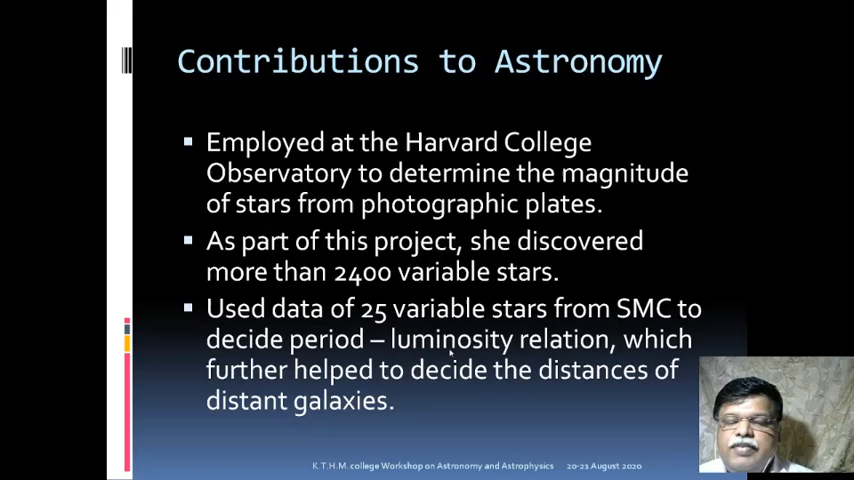 Contributions to Astronomy
Employed at the Harvard College
Observatory to determine the magnitude
of stars from photographic plates.
As part of this project, she discovered
more than 2400 variable stars.
Used data of 25 variable stars from SMC to
decide period – luminosity relation, which
further helped to decide the distances of
distant galaxies.
K.T.H.M. college Workshop on Astronomy and Astrophysics 20-21 August 2020